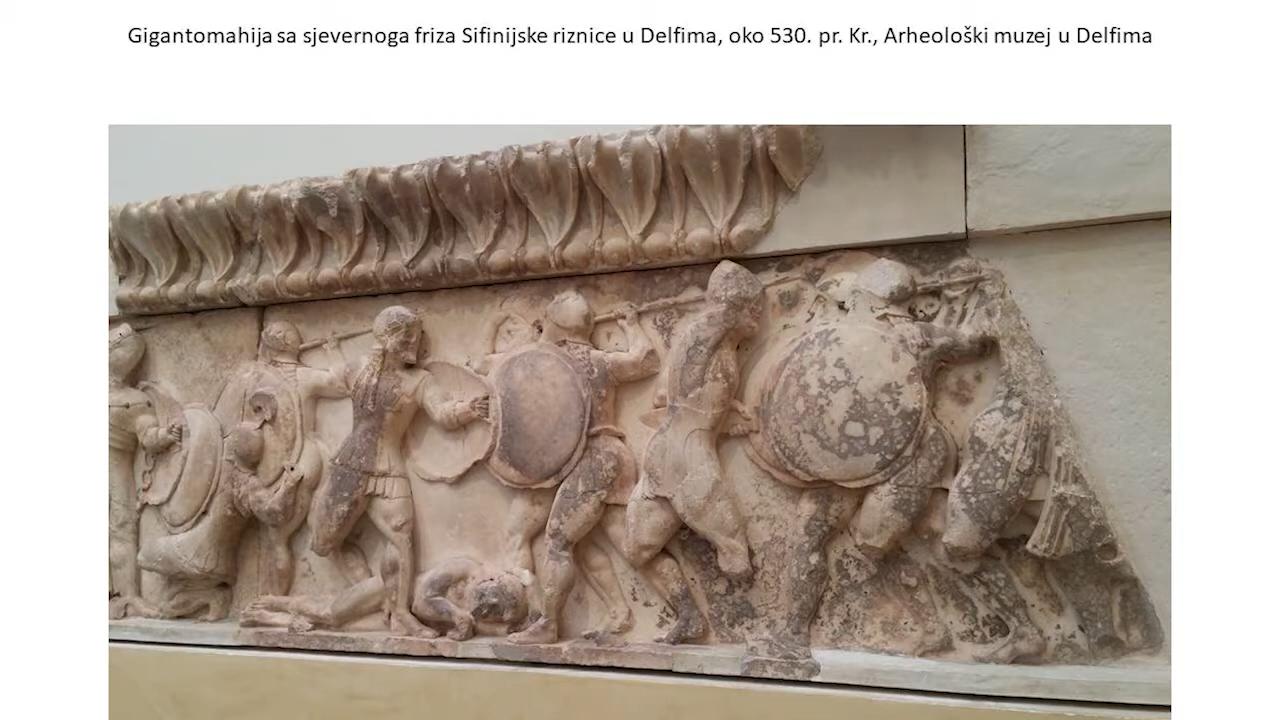 Gigantomahija sa sjevernoga friza Sifinijske riznice u Delfima, oko 530. pr. Kr., Arheološki muzej u Delfima